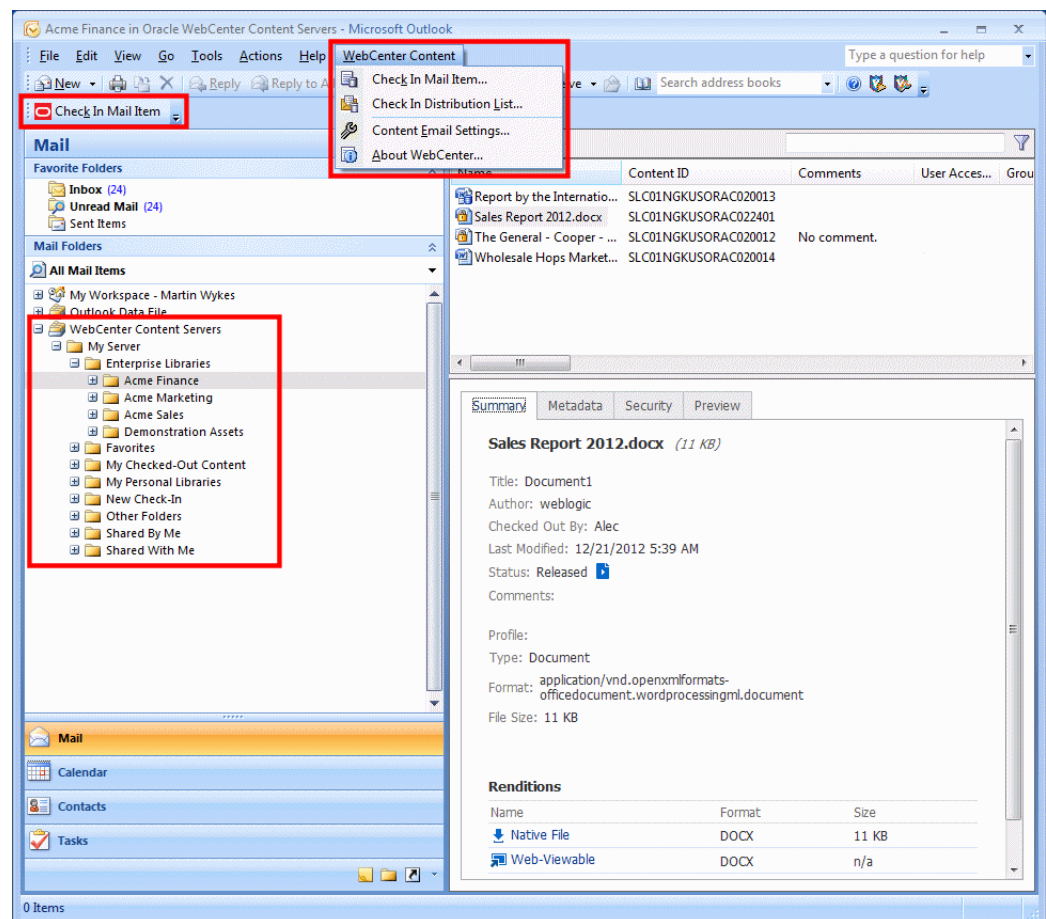 Acme Finance in Oracle WebCenter Content Servers - Microsoft Outlook
File Edit View Go Tools Actions Help WebCenter Content
Type a question for help
New Reply Reply to A
Search address books
Check In Mail Item
Check In Mail Item...
Check In Distribution List...
Content Email Settings...
About WebCenter...
Mail
Favorite Folders
Inbox (24)
Unread Mail (24)
Sent Items
Mail Folders
All Mail Items
My Workspace - Martin Wykes
Outlook Data File
WebCenter Content Servers
My Server
Enterprise Libraries
Acme Finance
Acme Marketing
Acme Sales
Demonstration Assets
Favorites
My Checked-Out Content
My Personal Libraries
New Check-In
Other Folders
Shared By Me
Shared With Me
Mail
Calendar
Contacts
Tasks
Name Content ID Comments User Acces... Grou
Report by the Internatio... SLC01NGKUSORAC020013
Sales Report 2012.docx SLC01NGKUSORAC022401
The General - Cooper - ... SLC01NGKUSORAC020012 No comment.
Wholesale Hops Market... SLC01NGKUSORAC020014
Summary Metadata Security Preview
Sales Report 2012.docx (11 KB)
Title: Document1
Author: weblogic
Checked Out By: Alec
Last Modified: 12/21/2012 5:39 AM
Status: Released
Comments:
Profile:
Type: Document
Format: application/vnd.openxmlformats-
officedocument.wordprocessingml.document
File Size: 11 KB
Renditions
Name Format Size
Native File DOCX 11 KB
Web-Viewable DOCX n/a
0 Items